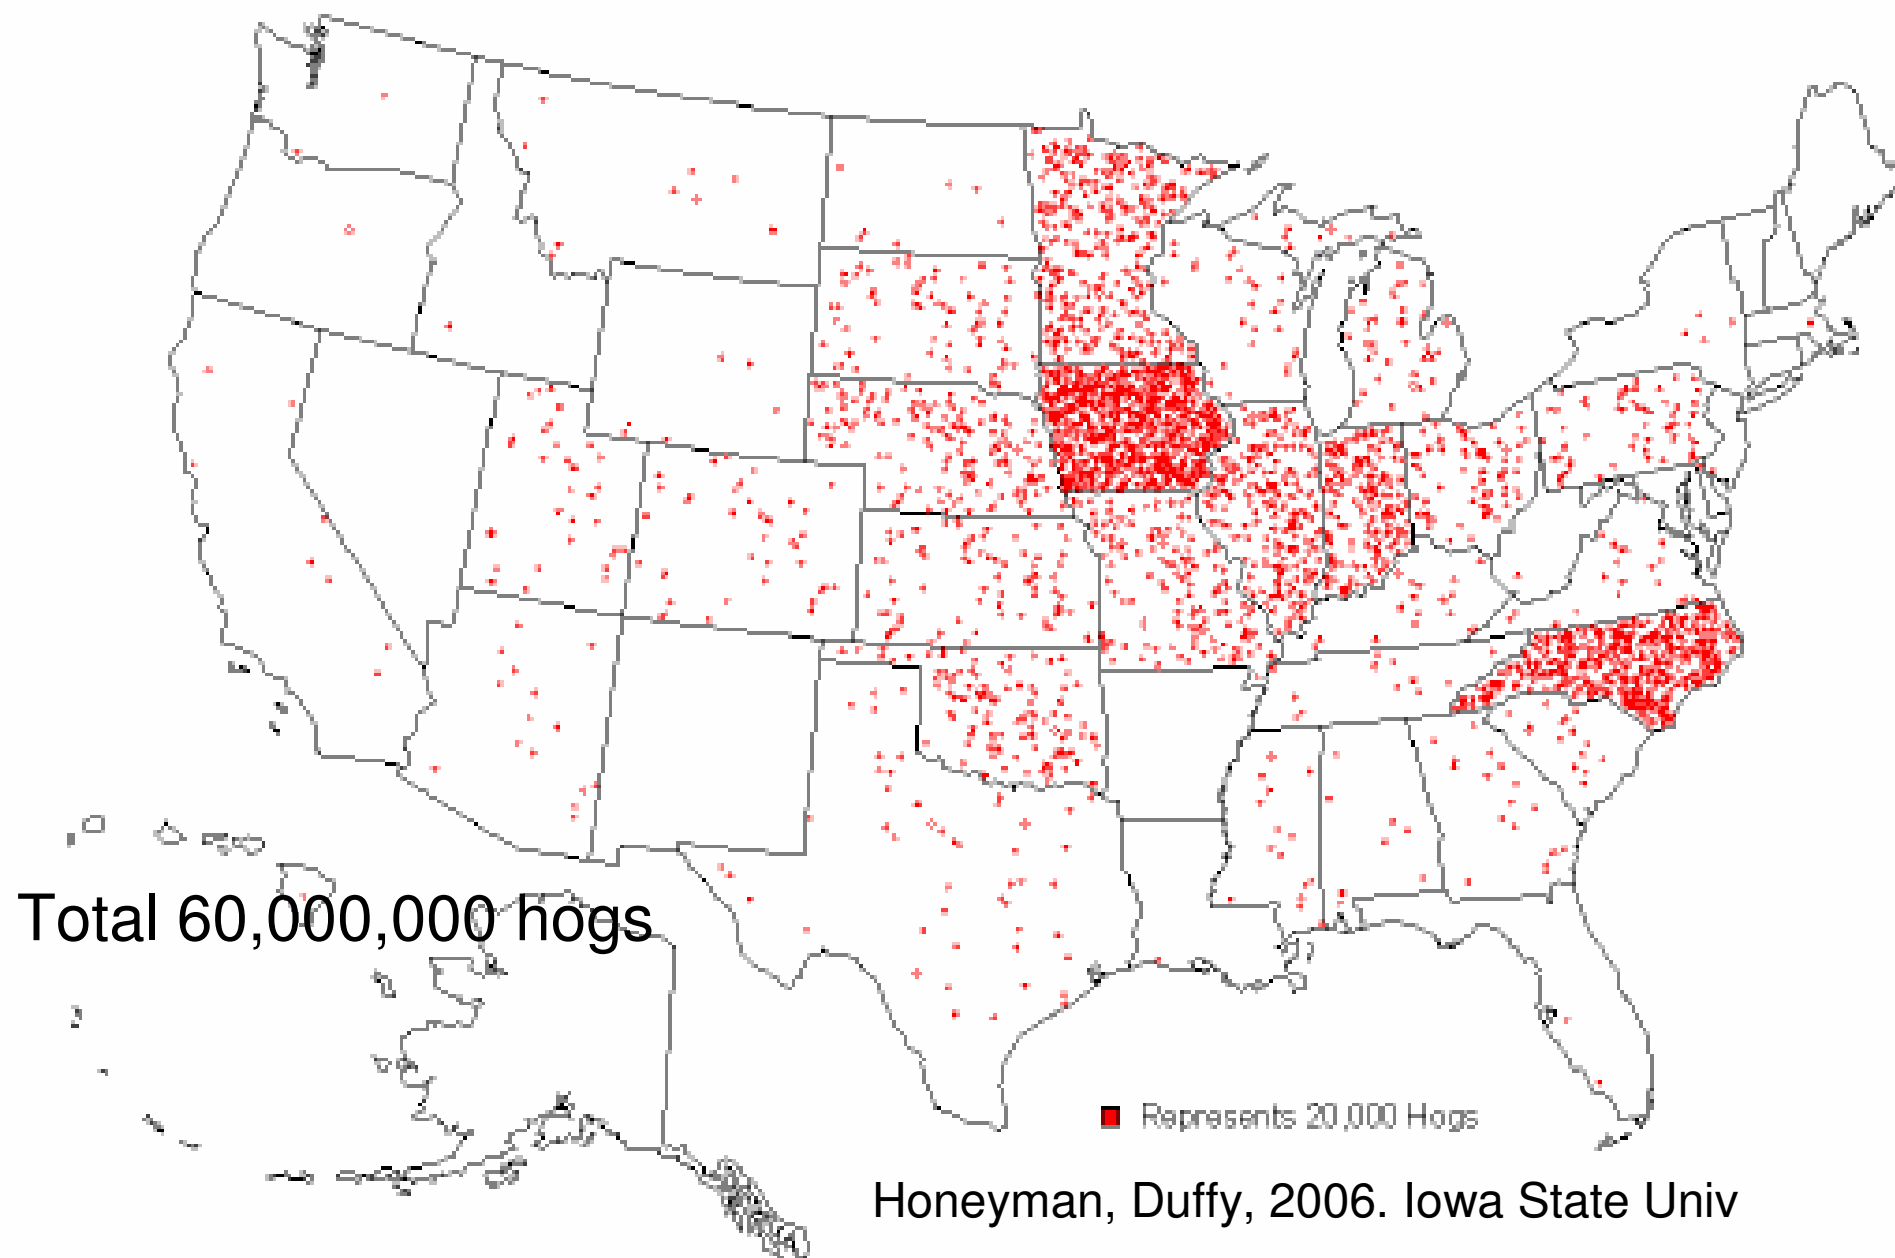 Total 60,000,000 hogs
Represents 20,000 Hogs
Honeyman, Duffy, 2006. Iowa State Univ